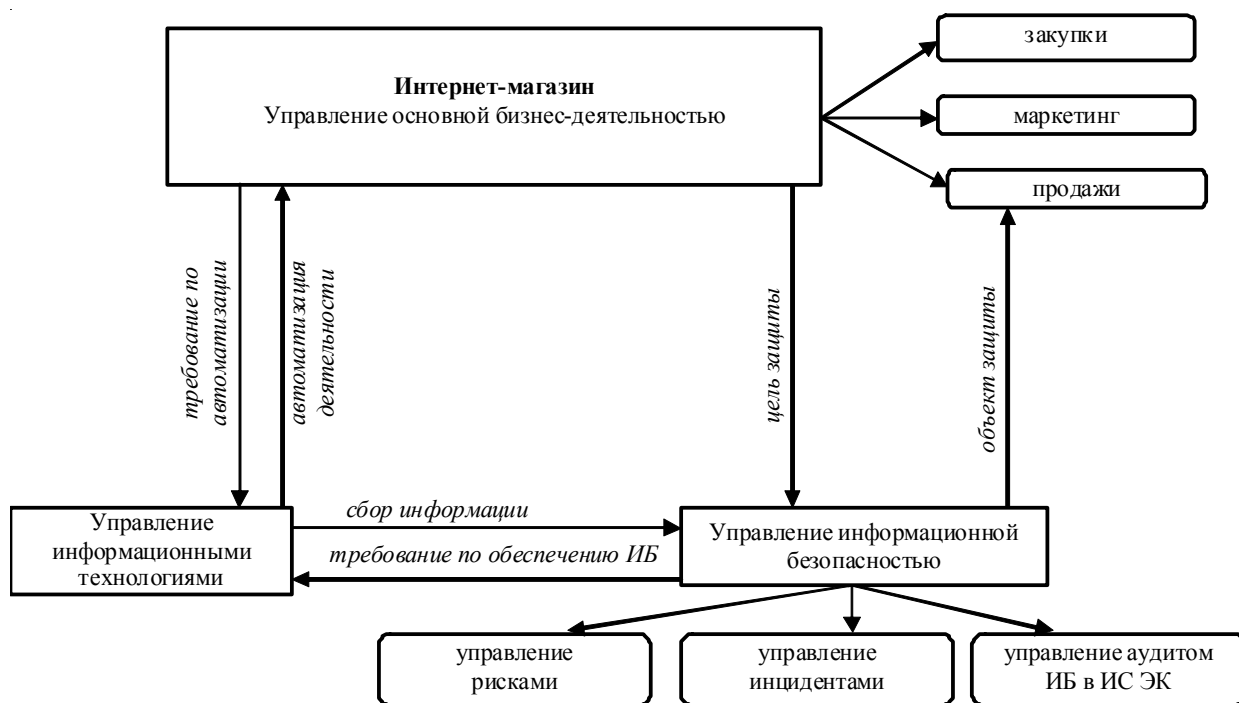 Интернет-магазин
Управление основной бизнес-деятельностью
закупки
маркетинг
продажи
требование по
автоматизации
автоматизация
деятельности
цель защиты
объект защиты
Управление
информационными
технологиями
сбор информации
требование по обеспечению ИБ
Управление информационной
безопасностью
управление
рисками
управление
инцидентами
управление аудитом
ИБ в ИС ЭК